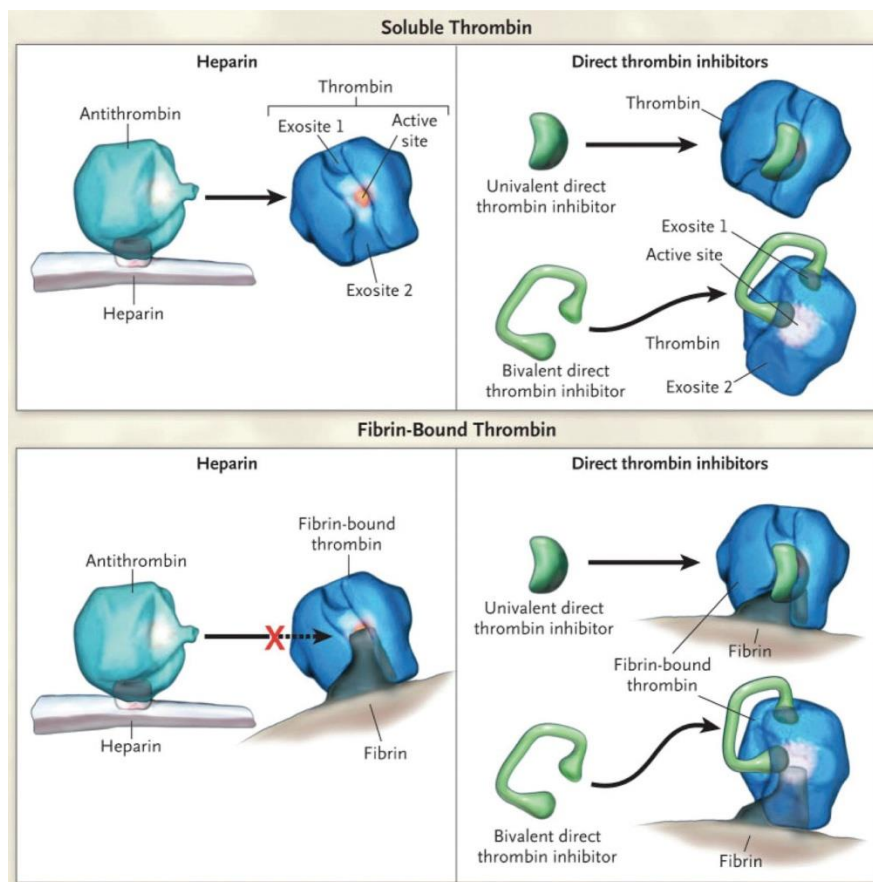 Soluble Thrombin
Heparin
Thrombin
Antithrombin
Exosite 1
Active
site
Exosite 2
Heparin
Direct thrombin inhibitors
Thrombin
Univalent direct
thrombin inhibitor
Exosite 1
Active site
Thrombin
Bivalent direct
thrombin inhibitor
Exosite 2
Fibrin-Bound Thrombin
Heparin
Fibrin-bound
thrombin
Antithrombin
X
Heparin
Fibrin
Direct thrombin inhibitors
Univalent direct
thrombin inhibitor
Fibrin
Fibrin-bound
thrombin
Bivalent direct
thrombin inhibitor
Fibrin